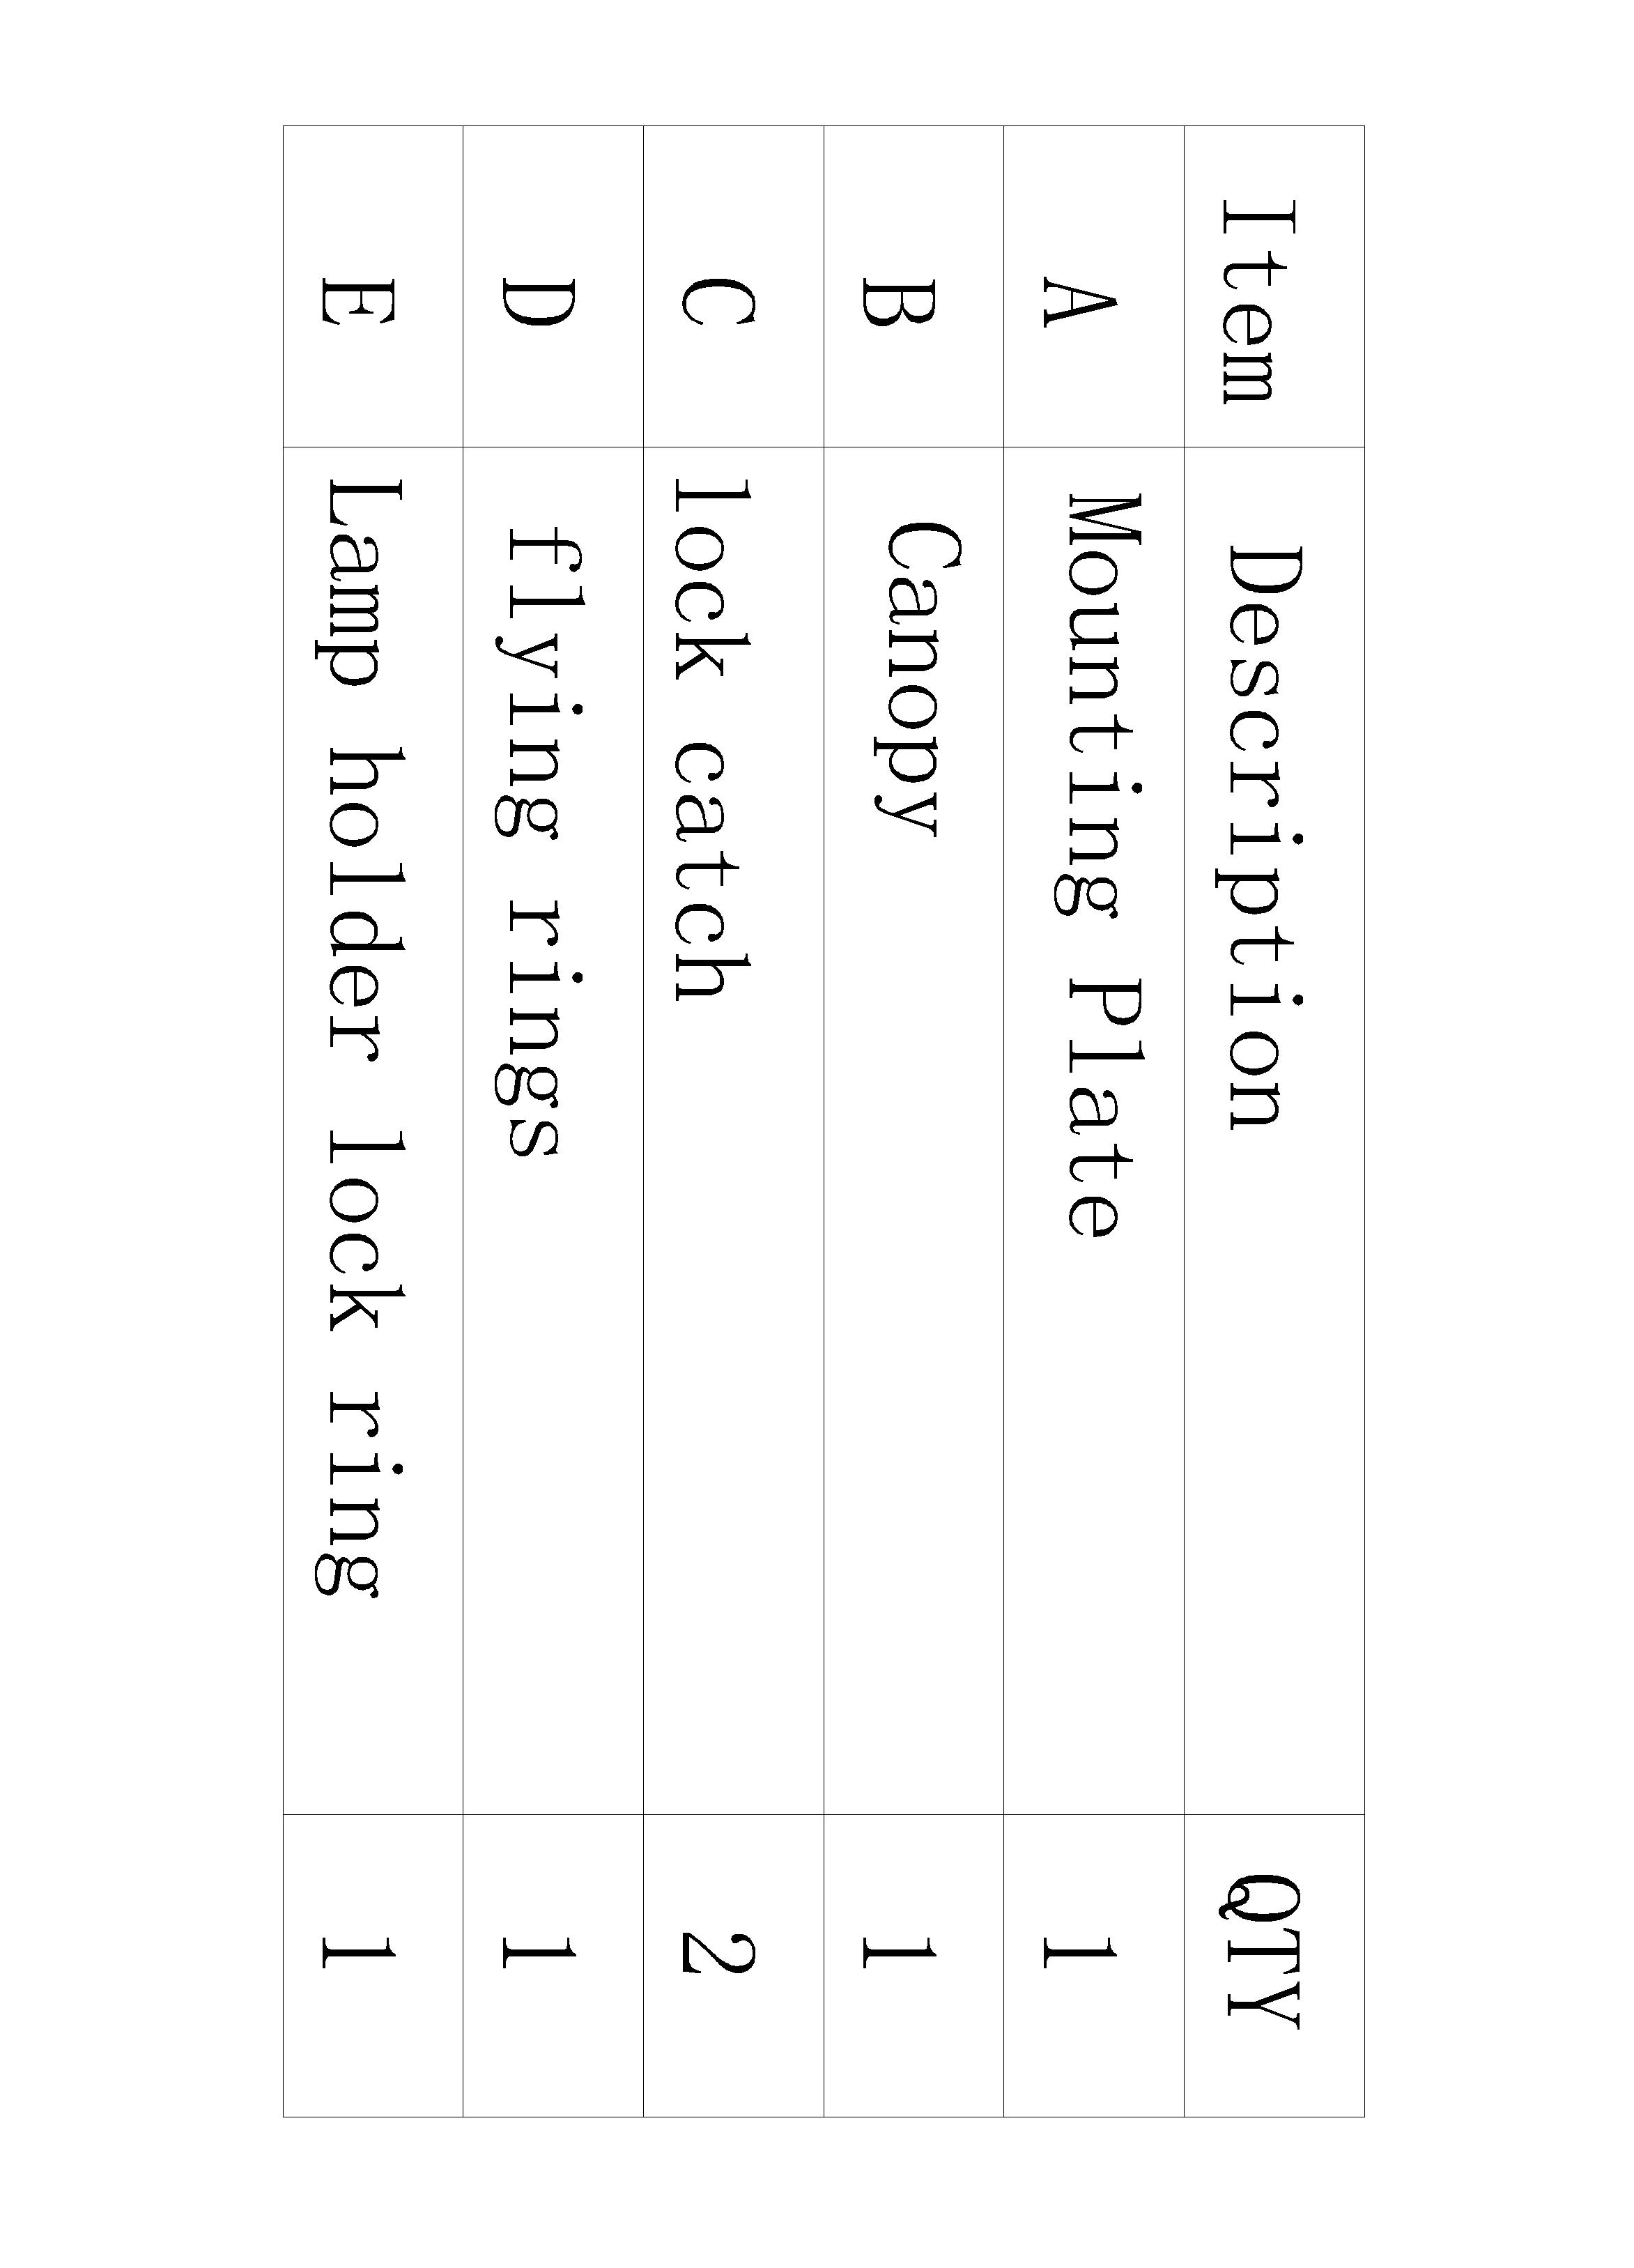 Item Description QTY
A Mounting Plate 1
B Canopy 1
C lock catch 2
D flying rings 1
E Lamp holder lock ring 1